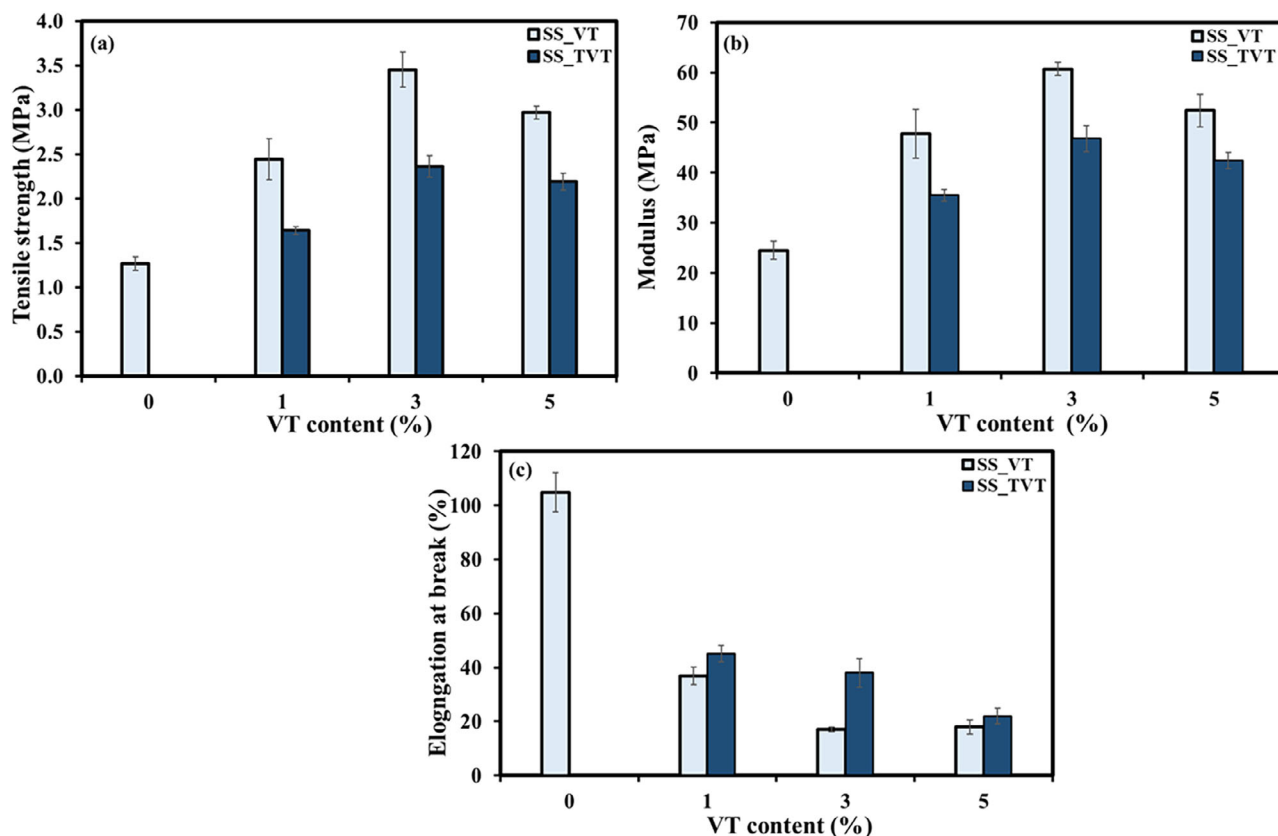 (a)
SS_VT
SS_TVT
Tensile strength (MPa)
4.0
3.5
3.0
2.5
2.0
1.5
1.0
0.5
0.0
0 1 3 5
VT content (%)
(b)
SS_VT
SS_TVT
Modulus (MPa)
70
60
50
40
30
20
10
0
0 1 3 5
VT content (%)
(c)
SS_VT
SS_TVT
Elogngation at break (%)
120
100
80
60
40
20
0
0 1 3 5
VT content (%)